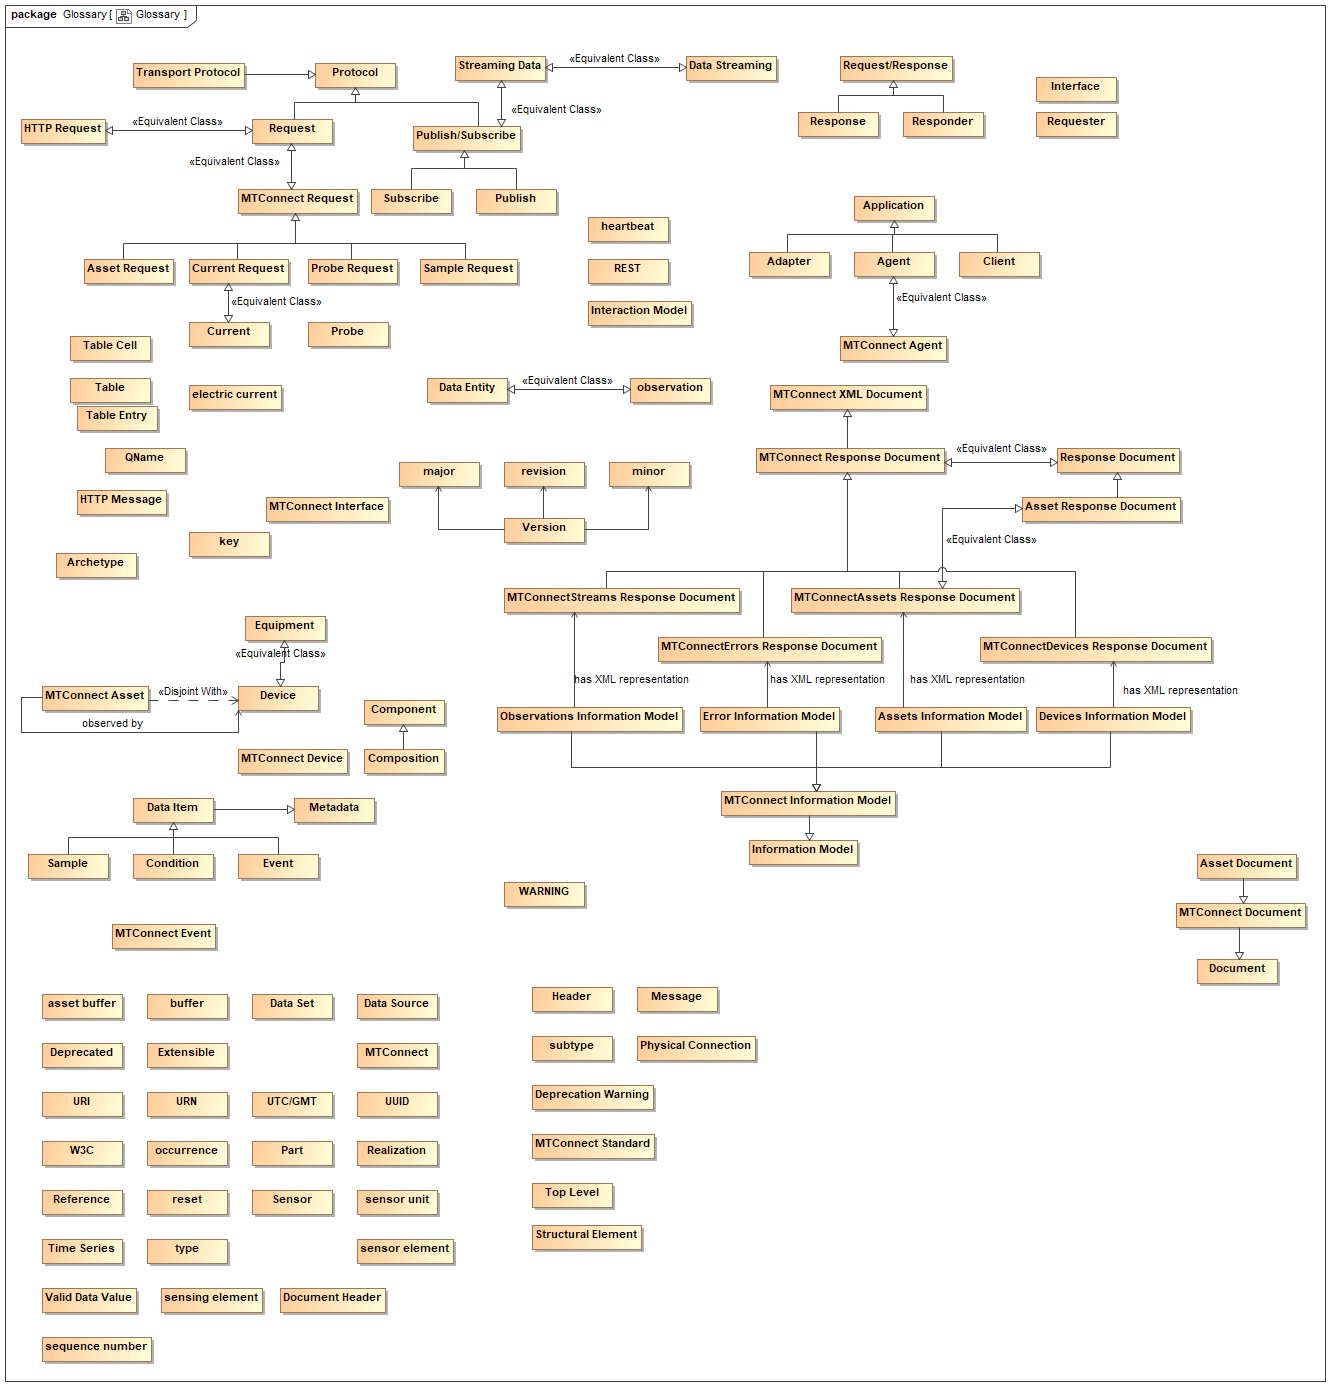 package Glossary[ Glossary ]
Transport Protocol
Protocol
Streaming Data
«Equivalent Class»
Data Streaming
Request/Response
Interface
HTTP Request
«Equivalent Class»
Request
«Equivalent Class»
Publish/Subscribe
Response
Responder
Requester
«Equivalent Class»
MTConnect Request
Subscribe
Publish
Application
heartbeat
Asset Request
Current Request
Probe Request
Sample Request
REST
Adapter
Agent
Client
«Equivalent Class»
«Equivalent Class»
Interaction Model
Current
Probe
Table Cell
MTConnect Agent
Table
electric current
Data Entity
«Equivalent Class»
observation
MTConnect XML Document
Table Entry
QName
major
revision
minor
MTConnect Response Document
«Equivalent Class»
Response Document
HTTP Message
MTConnect Interface
Asset Response Document
key
Version
«Equivalent Class»
Archetype
MTConnectStreams Response Document
MTConnectAssets Response Document
Equipment
«Equivalent Class»
MTConnectErrors Response Document
MTConnectDevices Response Document
has XML representation
has XML representation
has XML representation
has XML representation
MTConnect Asset
«Disjoint With»
Device
observed by
Component
Observations Information Model
Error Information Model
Assets Information Model
Devices Information Model
MTConnect Device
Composition
Data Item
Metadata
MTConnect Information Model
Information Model
Sample
Condition
Event
Asset Document
WARNING
MTConnect Document
MTConnect Event
Document
asset buffer
buffer
Data Set
Data Source
Header
Message
Deprecated
Extensible
MTConnect
subtype
Physical Connection
URI
URN
UTC/GMT
UUID
Deprecation Warning
W3C
occurrence
Part
Realization
MTConnect Standard
Reference
reset
Sensor
sensor unit
Top Level
Time Series
type
sensor element
Structural Element
Valid Data Value
sensing element
Document Header
sequence number